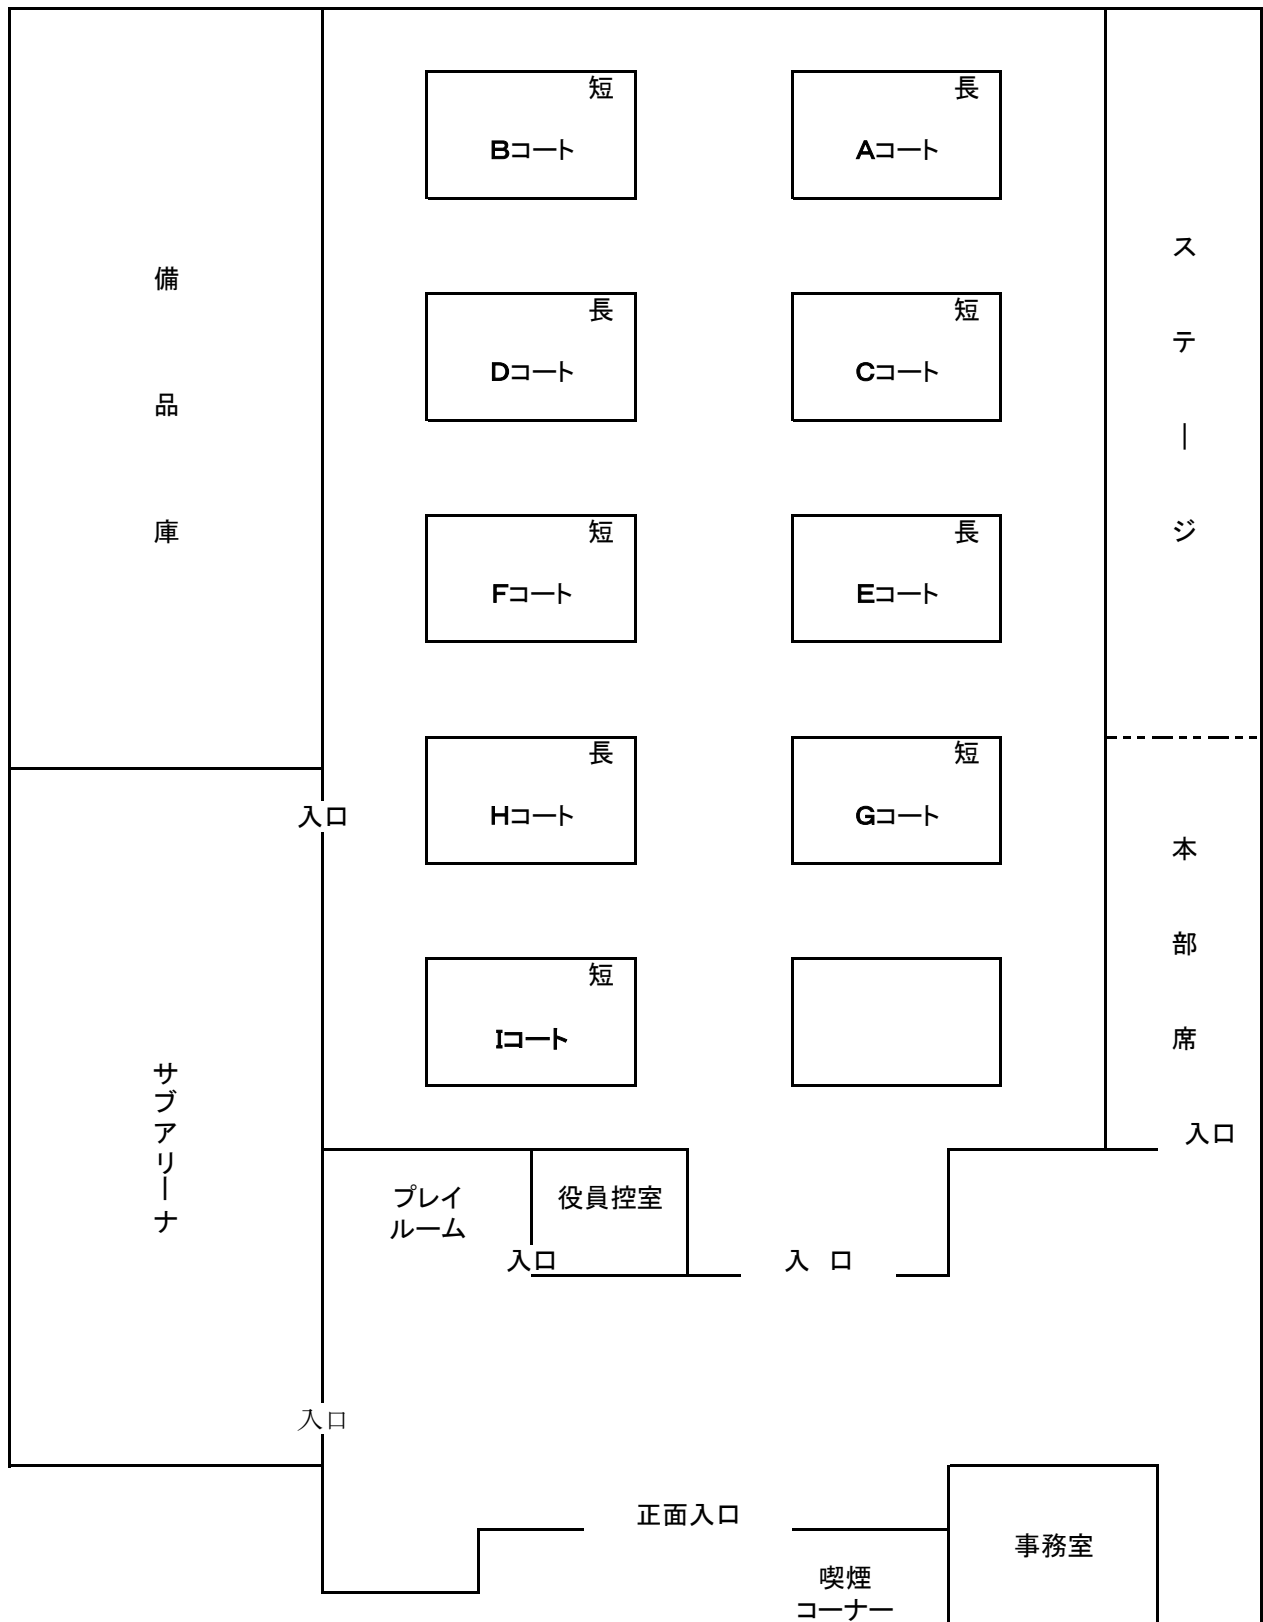 短
Bコート
長
Aコート
備品庫
ステージ
長
Dコート
短
Cコート
短
Fコート
長
Eコート
長
Hコート
短
Gコート
入口
本部席
短
Iコート
サブアリーナ
入口
プレイ
ルーム
役員控室
入口
入 口
入口
正面入口
事務室
喫煙
コーナー